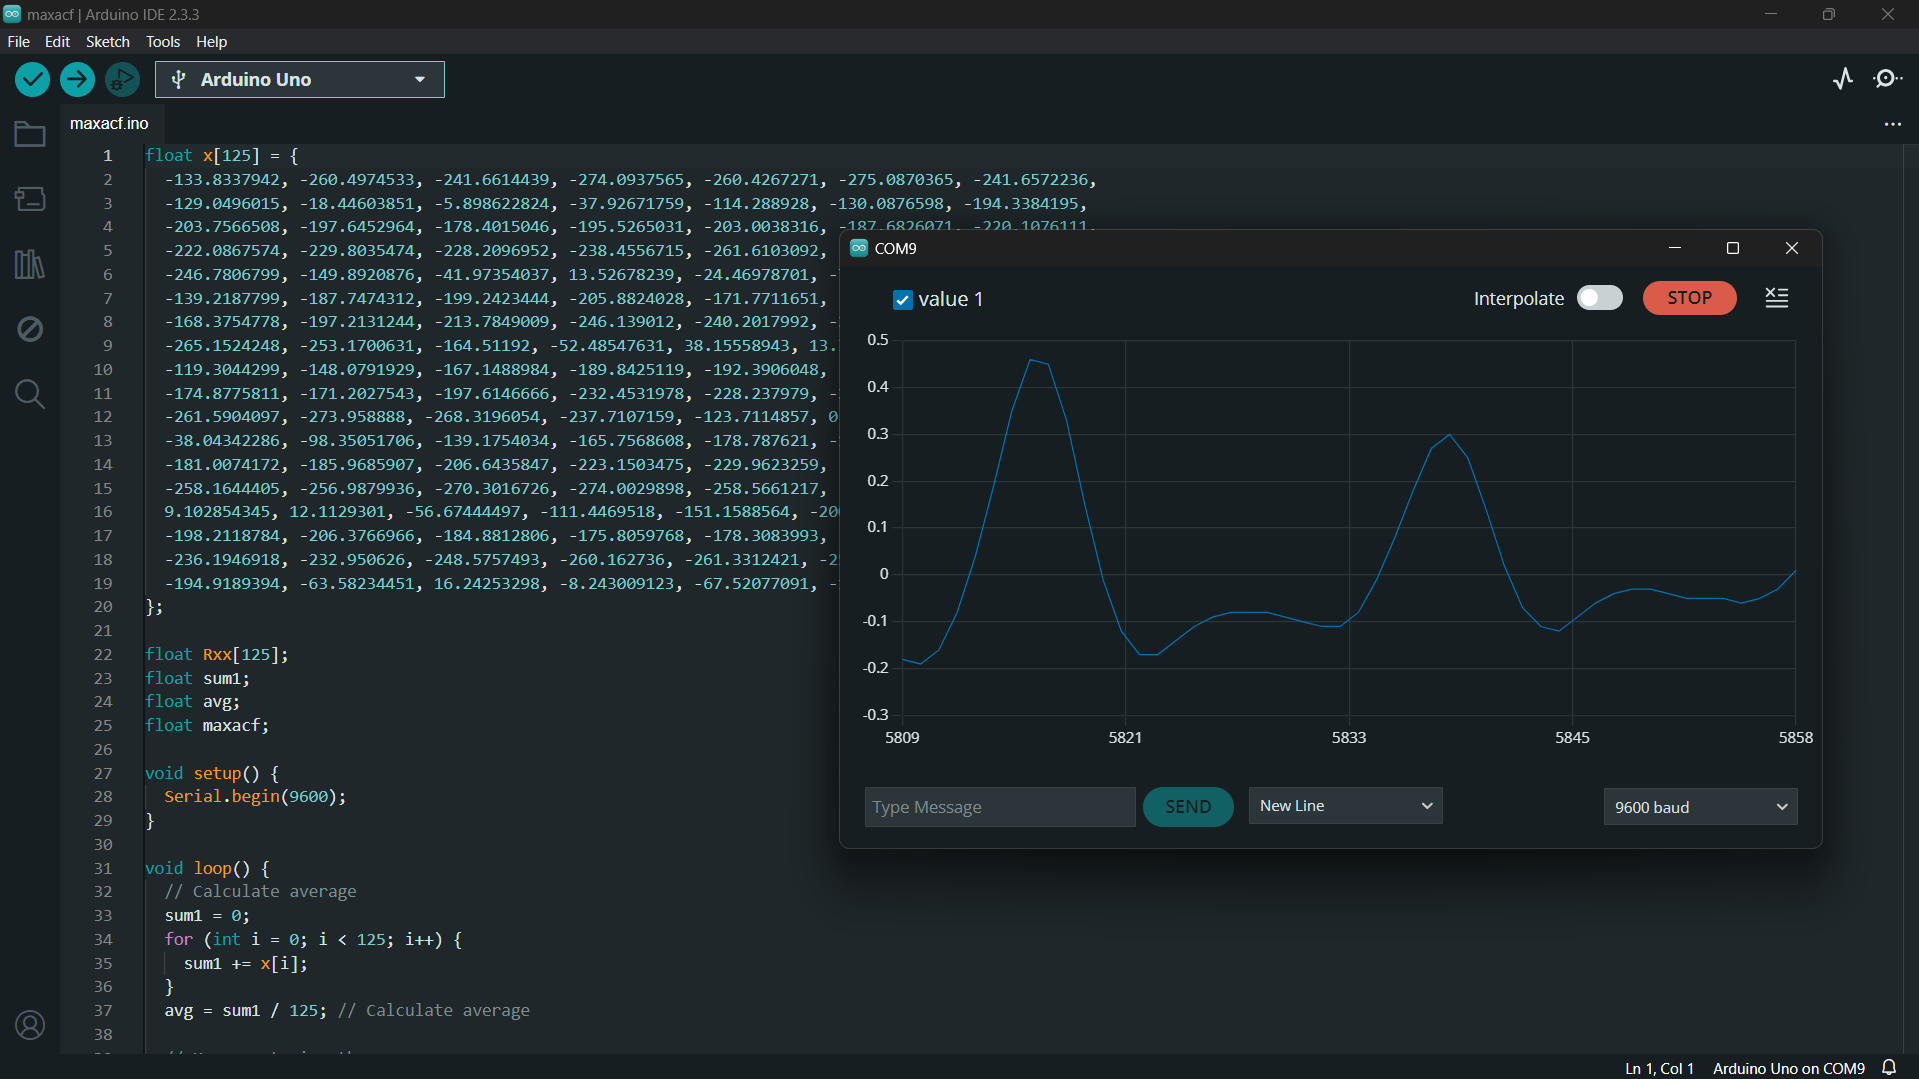 maxacf | Arduino IDE 2.3.3
File Edit Sketch Tools Help
Arduino Uno
maxacf.ino
1 float x[125] = {
2 -133.8337942, -260.4974533, -241.6614439, -274.0937565, -260.4267271, -275.0870365, -241.6572236,
3 -129.0496015, -18.44603851, -5.898622824, -37.92671759, -114.288928, -130.0876598, -194.3384195,
4 -203.7566508, -197.6452964, -178.4015046, -195.5265031, -203.0038316, -187.6826071, -220.1076111,
5 -222.0867574, -229.8035474, -228.2096952, -238.4556715, -261.6103092,
6 -246.7806799, -149.8920876, -41.97354037, 13.52678239, -24.46978701, -
7 -139.2187799, -187.7474312, -199.2423444, -205.8824028, -171.7711651,
8 -168.3754778, -197.2131244, -213.7849009, -246.139012, -240.2017992, -
9 -265.1524248, -253.1700631, -164.51192, -52.48547631, 38.15558943, 13.
10 -119.3044299, -148.0791929, -167.1488984, -189.8425119, -192.3906048,
11 -174.8775811, -171.2027543, -197.6146666, -232.4531978, -228.237979, -
12 -261.5904097, -273.958888, -268.3196054, -237.7107159, -123.7114857, 0
13 -38.04342286, -98.35051706, -139.1754034, -165.7568608, -178.787621, -
14 -181.0074172, -185.9685907, -206.6435847, -223.1503475, -229.9623259,
15 -258.1644405, -256.9879936, -270.3016726, -274.0029898, -258.5661217,
16 9.102854345, 12.1129301, -56.67444497, -111.4469518, -151.1588564, -20
17 -198.2118784, -206.3766966, -184.8812806, -175.8059768, -178.3083993,
18 -236.1946918, -232.950626, -248.5757493, -260.162736, -261.3312421, -2
19 -194.9189394, -63.58234451, 16.24253298, -8.243009123, -67.52077091, -
20 };
21
22 float Rxx[125];
23 float sum1;
24 float avg;
25 float maxacf;
26
27 void setup() {
28 Serial.begin(9600);
29 }
30
31 void loop() {
32 // Calculate average
33 sum1 = 0;
34 for (int i = 0; i < 125; i++) {
35 sum1 += x[i];
36 }
37 avg = sum1 / 125; // Calculate average
38
COM9
value 1
Interpolate
STOP
0.5
0.4
0.3
0.2
0.1
0
-0.1
-0.2
-0.3
5809 5821 5833 5845 5858
Type Message
SEND
New Line
9600 baud
Ln 1, Col 1 Arduino Uno on COM9